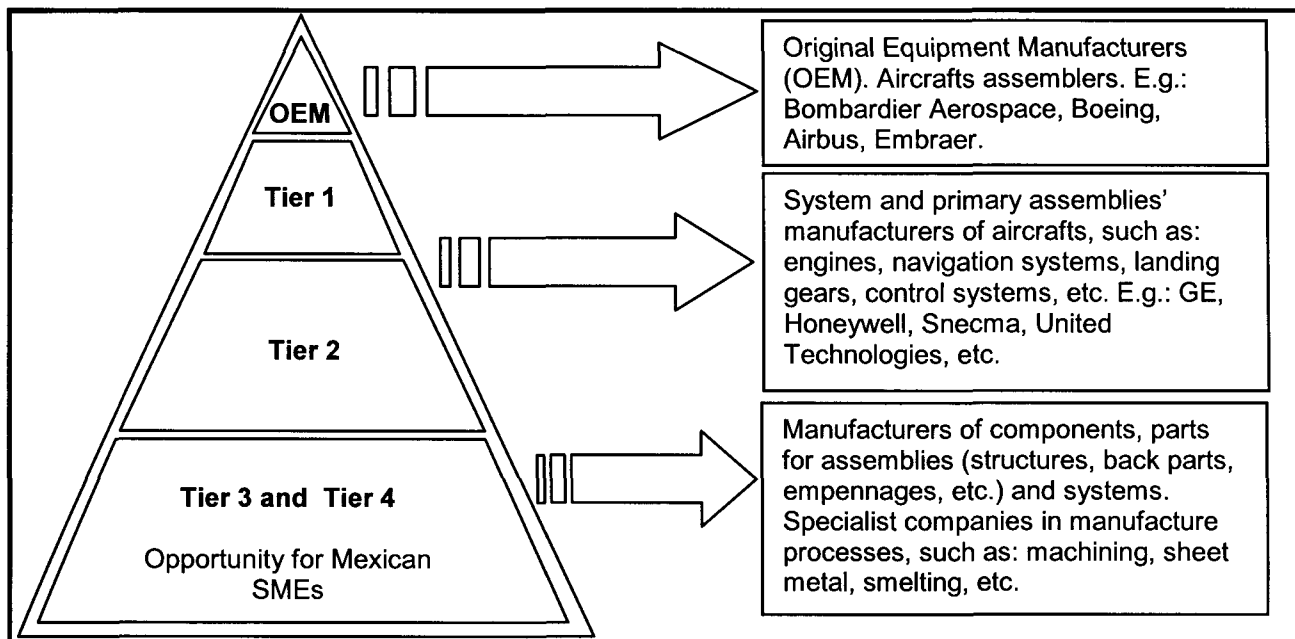 OEM
Original Equipment Manufacturers
(OEM). Aircrafts assemblers. E.g.:
Bombardier Aerospace, Boeing,
Airbus, Embraer.
Tier 1
System and primary assemblies'
manufacturers of aircrafts, such as:
engines, navigation systems, landing
gears, control systems, etc. E.g.: GE,
Honeywell, Snecma, United
Technologies, etc.
Tier 2
Tier 3 and Tier 4
Opportunity for Mexican
SMEs
Manufacturers of components, parts
for assemblies (structures, back parts,
empennages, etc.) and systems.
Specialist companies in manufacture
processes, such as: machining, sheet
metal, smelting, etc.